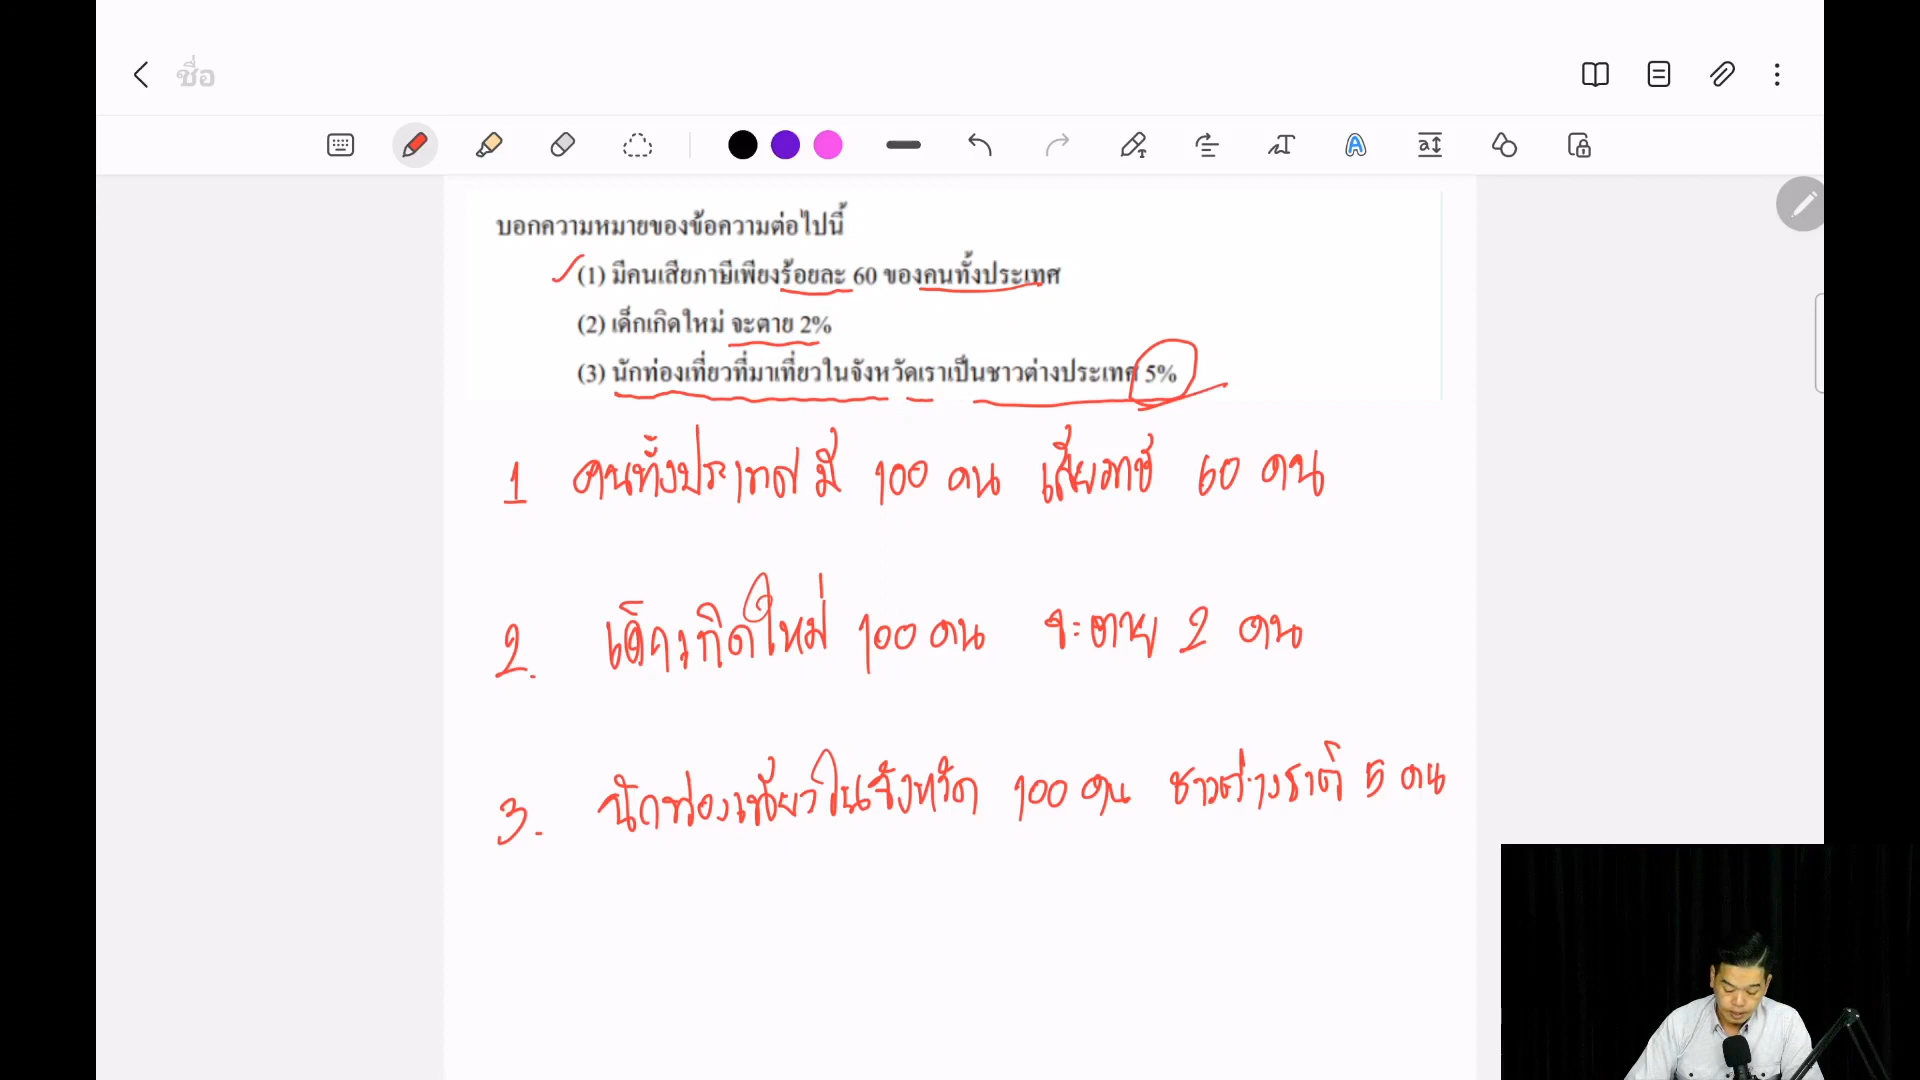 ชื่อ
บอกความหมายของข้อความต่อไปนี้
(1) มีคนเสียภาษีเพียงร้อยละ 60 ของคนทั้งประเทศ
(2) เด็กเกิดใหม่ จะตาย 2%
(3) นักท่องเที่ยวที่มาเที่ยวในจังหวัดเราเป็นชาวต่างประเทศ 5%
1 คนทั้งประเทศ มี 100 คน เสียภาษี 60 คน
2. เด็กเกิดใหม่ 100 คน จะตาย 2 คน
3. นักท่องเที่ยวในจังหวัด 100 คน ชาวต่างชาติ 5 คน